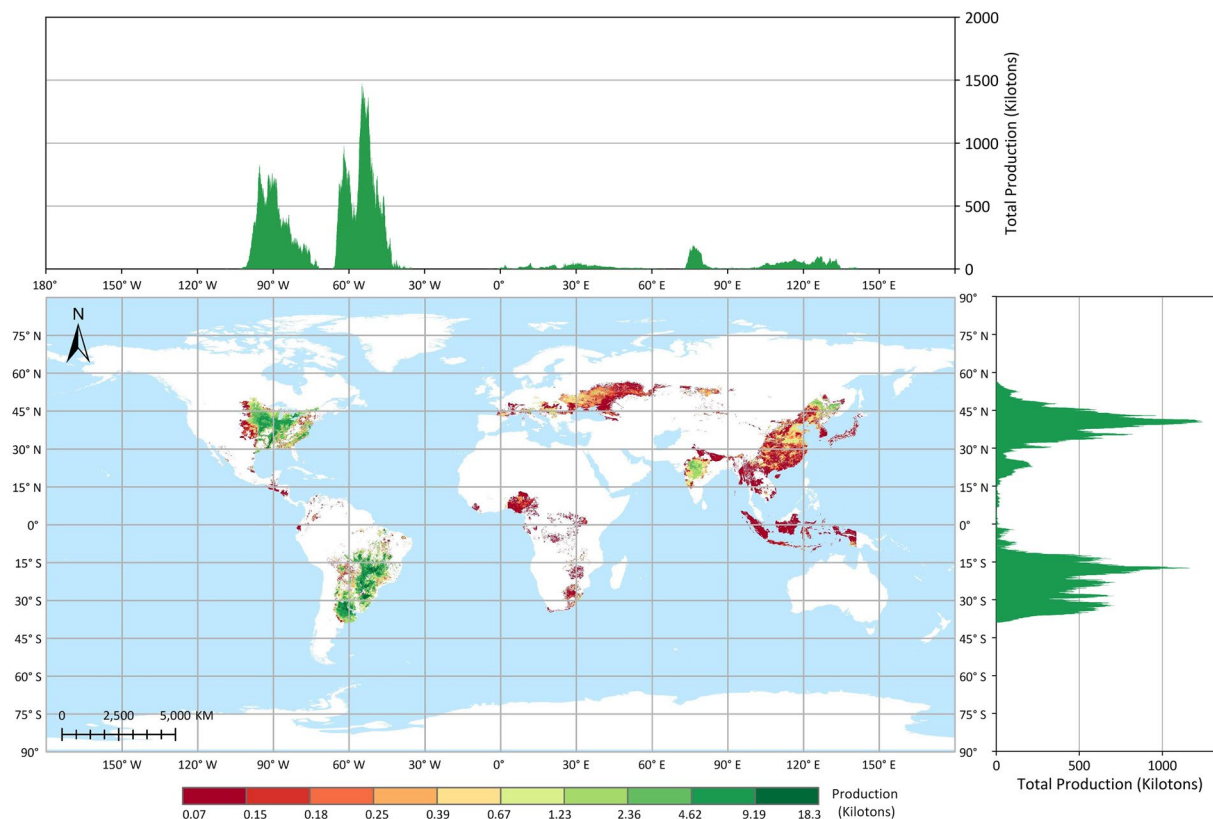 2000
1500
1000
500
0
Total Production (Kilotons)
180° 150° W 120° W 90° W 60° W 30° W 0° 30° E 60° E 90° E 120° E 150° E
N
75° N
60° N
45° N
30° N
15° N
0°
15° S
30° S
45° S
60° S
75° S
90°
0 2,500 5,000 KM
150° W 120° W 90° W 60° W 30° W 0° 30° E 60° E 90° E 120° E 150° E
90°
75° N
60° N
45° N
30° N
15° N
0°
15° S
30° S
45° S
60° S
75° S
90°
0 500 1000
Total Production (Kilotons)
0.07 0.15 0.18 0.25 0.39 0.67 1.23 2.36 4.62 9.19 18.3
Production
(Kilotons)